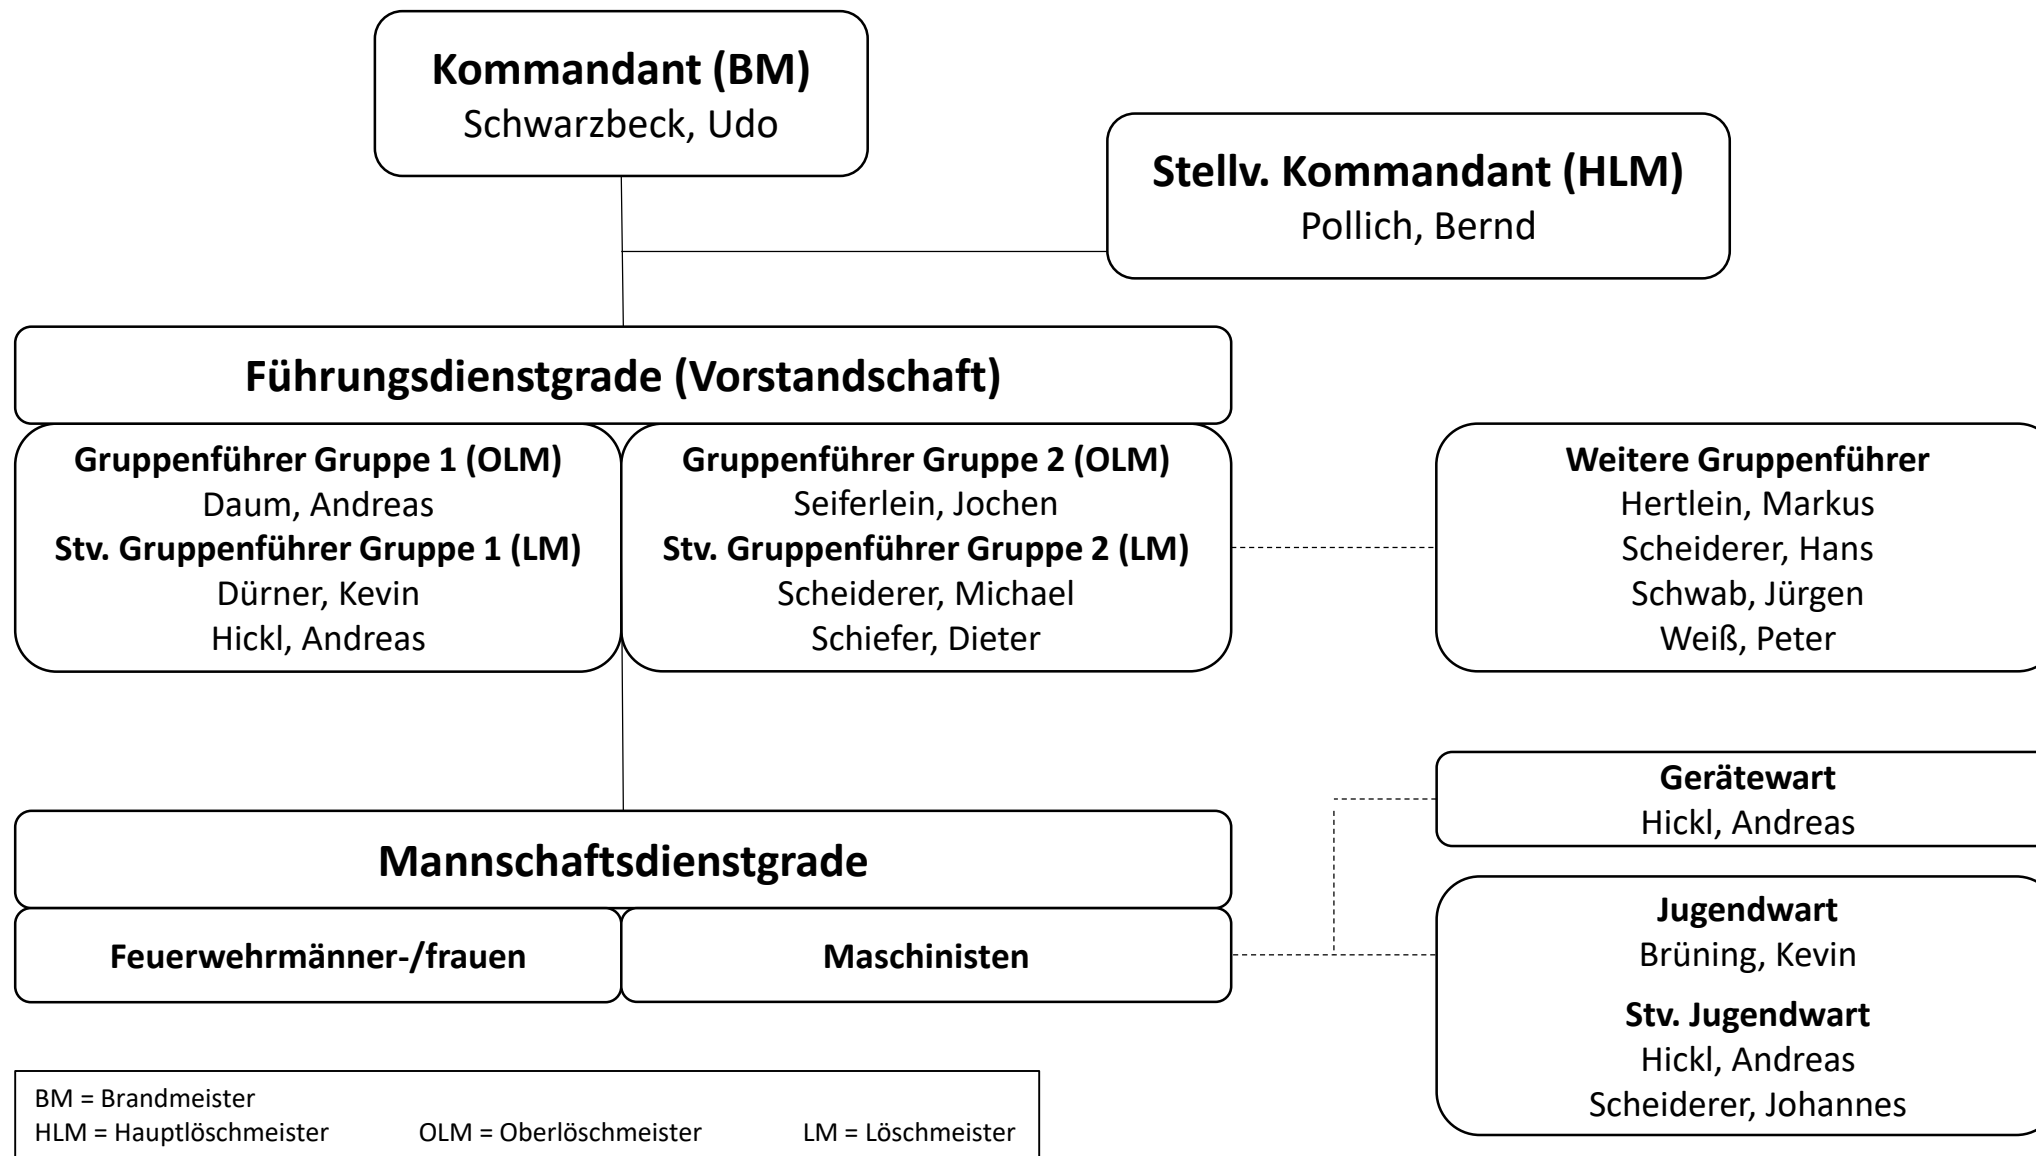 Kommandant (BM)
Schwarzbeck, Udo
Stellv. Kommandant (HLM)
Pollich, Bernd
Führungsdienstgrade (Vorstandschaft)
Gruppenführer Gruppe 1 (OLM)
Daum, Andreas
Stv. Gruppenführer Gruppe 1 (LM)
Dürner, Kevin
Hickl, Andreas
Gruppenführer Gruppe 2 (OLM)
Seiferlein, Jochen
Stv. Gruppenführer Gruppe 2 (LM)
Scheiderer, Michael
Schiefer, Dieter
Weitere Gruppenführer
Hertlein, Markus
Scheiderer, Hans
Schwab, Jürgen
Weiß, Peter
Gerätewart
Hickl, Andreas
Mannschaftsdienstgrade
Feuerwehrmänner-/frauen
Maschinisten
Jugendwart
Brüning, Kevin
Stv. Jugendwart
Hickl, Andreas
Scheiderer, Johannes
BM = Brandmeister
HLM = Hauptlöschmeister OLM = Oberlöschmeister LM = Löschmeister